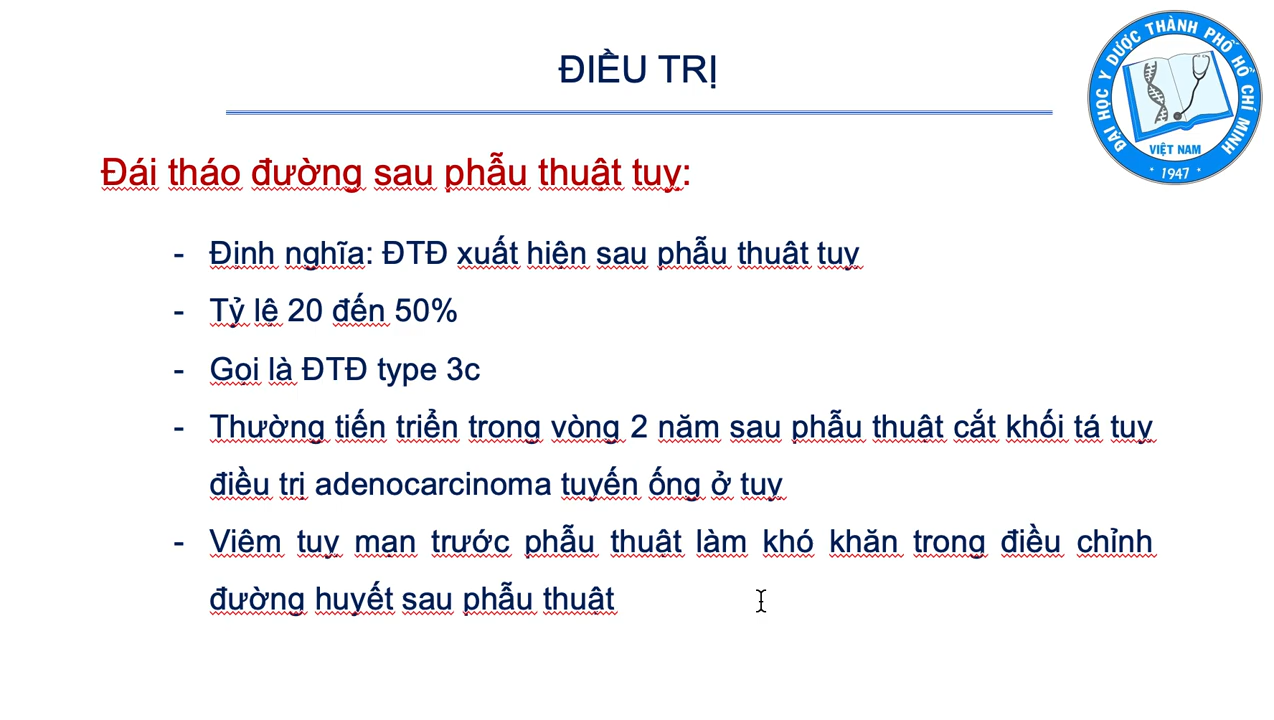 ĐIỀU TRỊ
ĐẠI HỌC Y DƯỢC THÀNH PHỐ HỒ CHÍ MINH
VIỆT NAM
1947
Đái tháo đường sau phẫu thuật tuỵ:
- Định nghĩa: ĐTĐ xuất hiện sau phẫu thuật tuỵ
- Tỷ lệ 20 đến 50%
- Gọi là ĐTĐ type 3c
- Thường tiến triển trong vòng 2 năm sau phẫu thuật cắt khối tá tuỵ
điều trị adenocarcinoma tuyến ống ở tuỵ
- Viêm tuỵ mạn trước phẫu thuật làm khó khăn trong điều chỉnh
đường huyết sau phẫu thuật